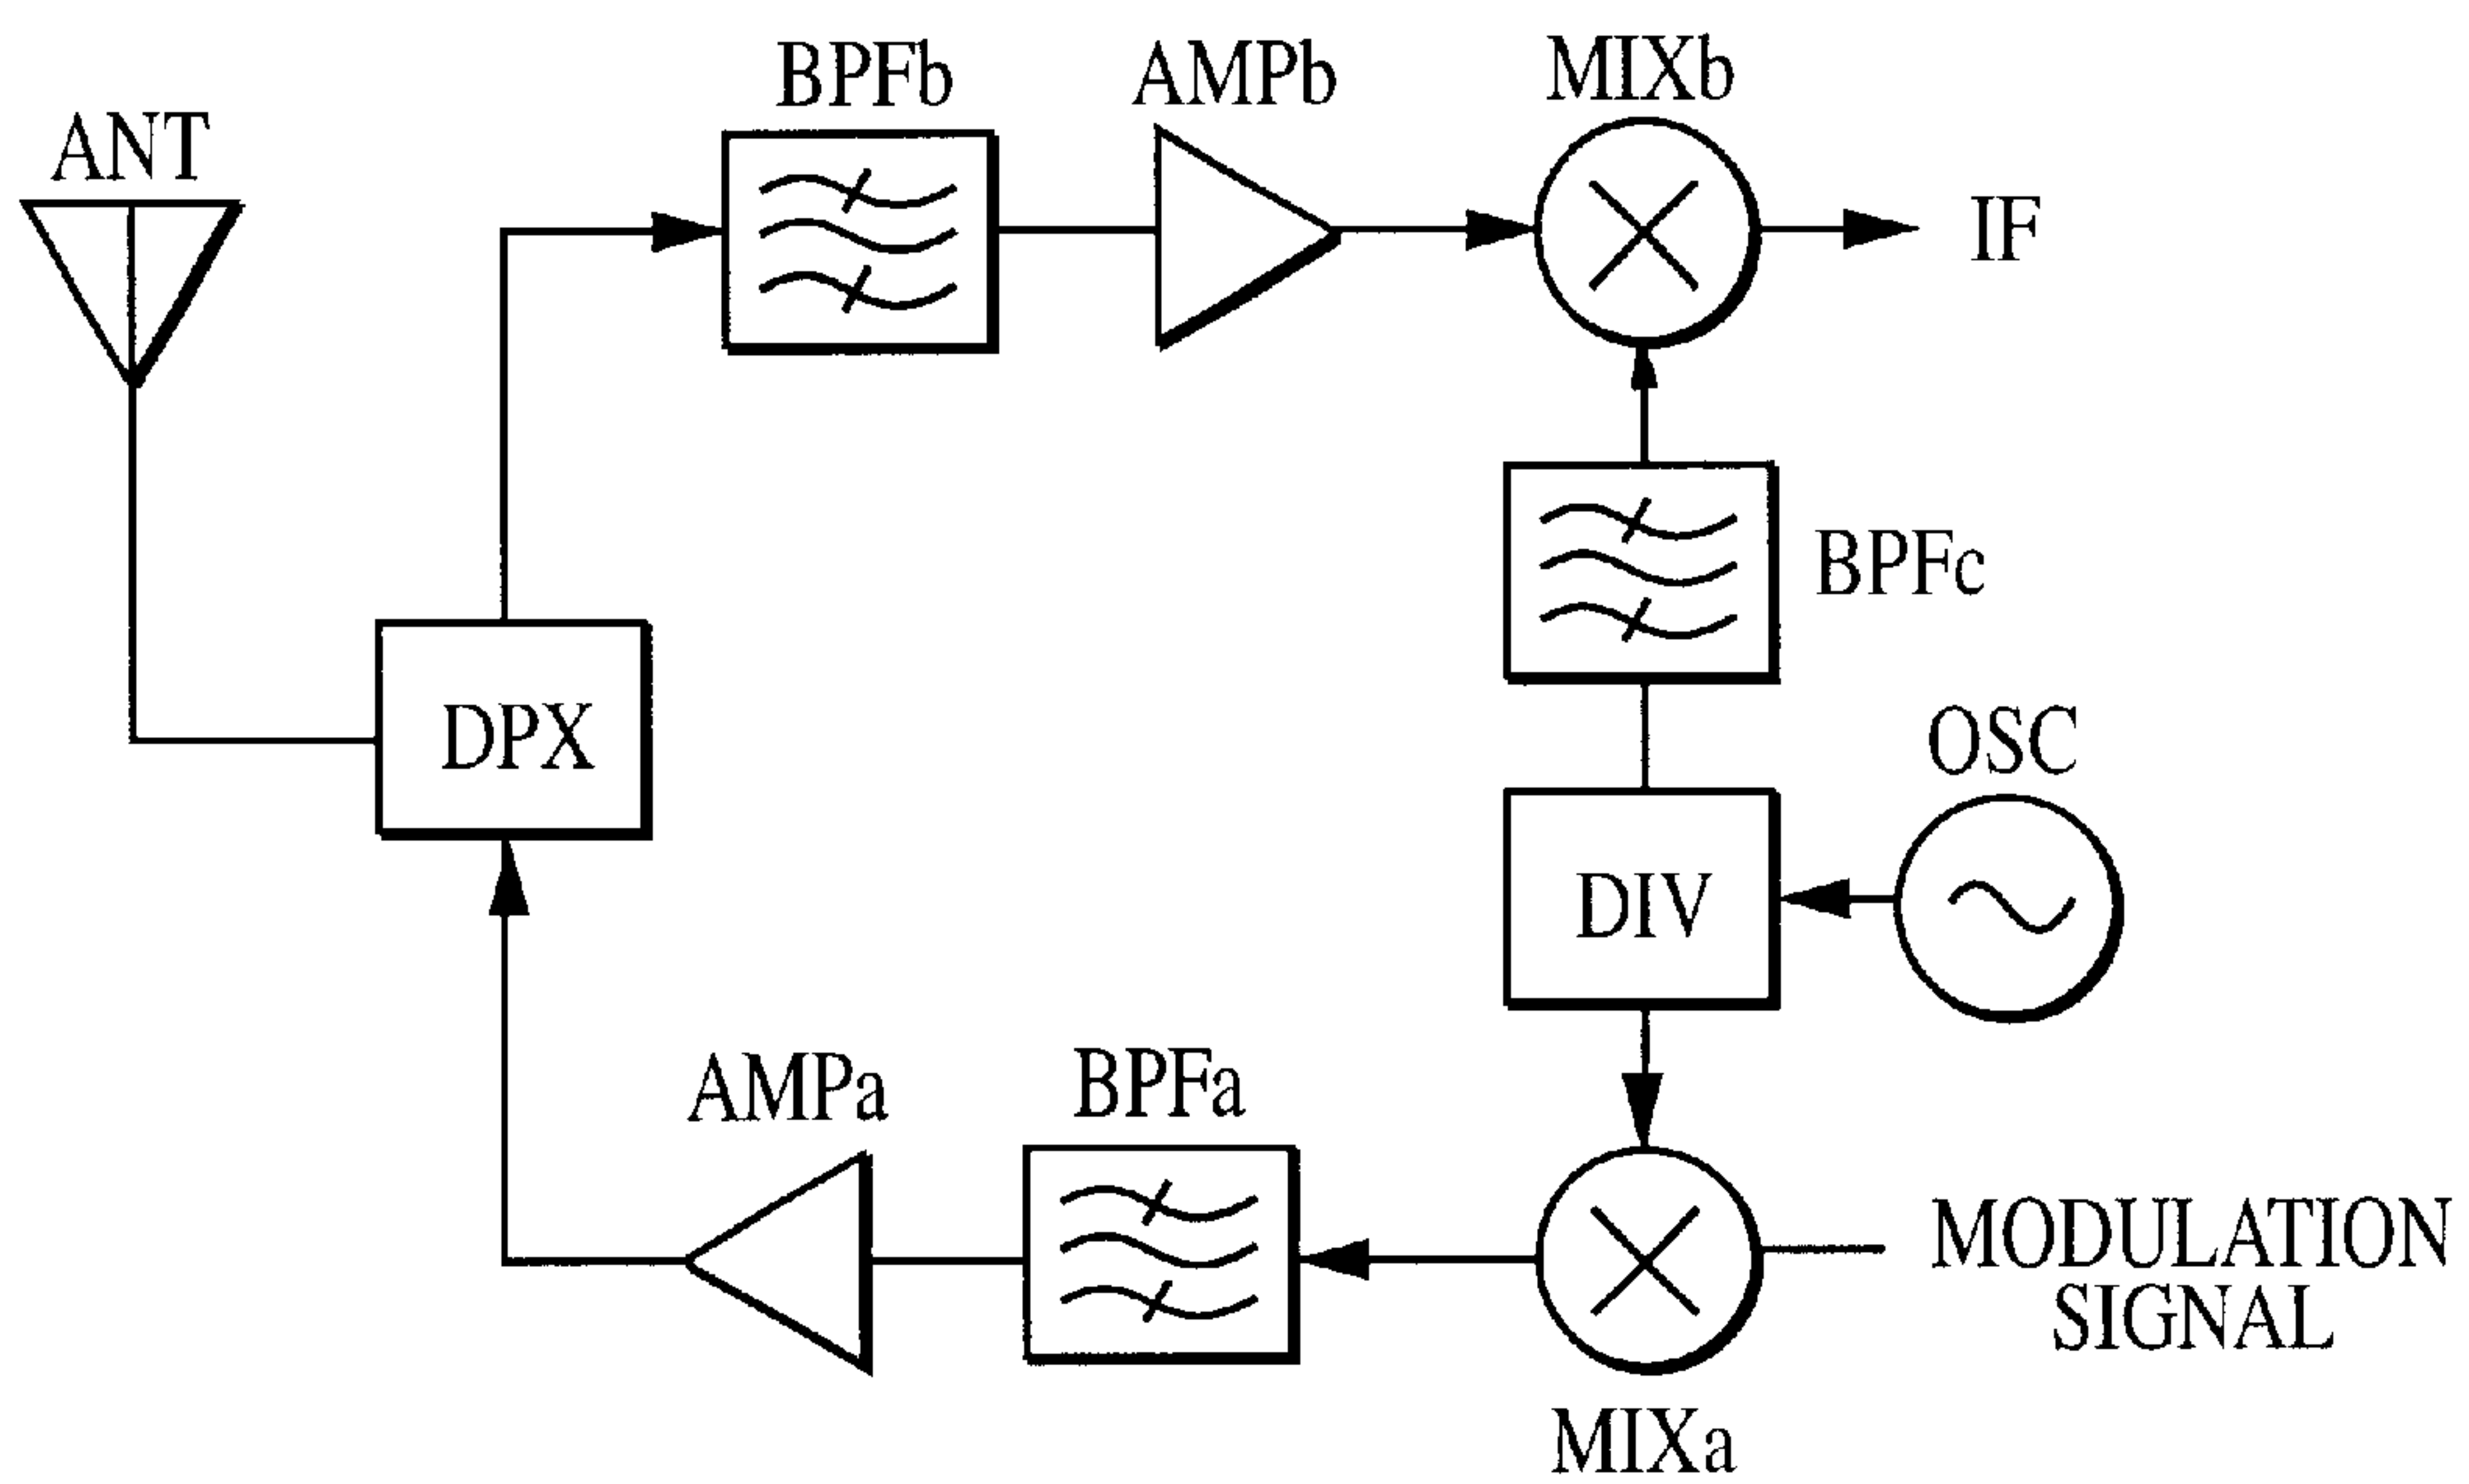 BPFb
AMPb
MIXb
ANT
IF
BPFc
DPX
OSC
DIV
AMPa
BPFa
MODULATION
SIGNAL
MIXa